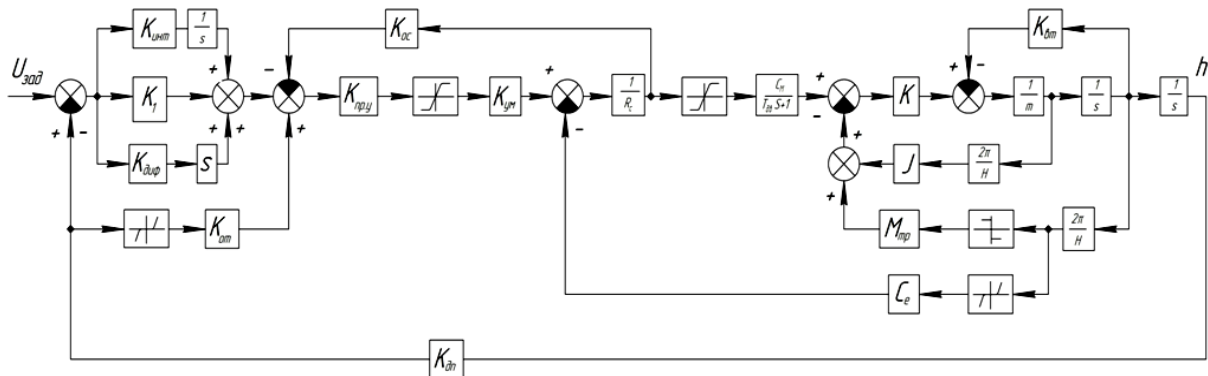 K_инт 1/s
K_ос
K_вт
U_зад
h
K_1
K_пр.у
K_ум
1/R_c
C_м/T_эд S+1
K
1/m
1/s
1/s
K_диф S
J 2π/H
K_от
M_тр
2π/H
C_e
K_дп